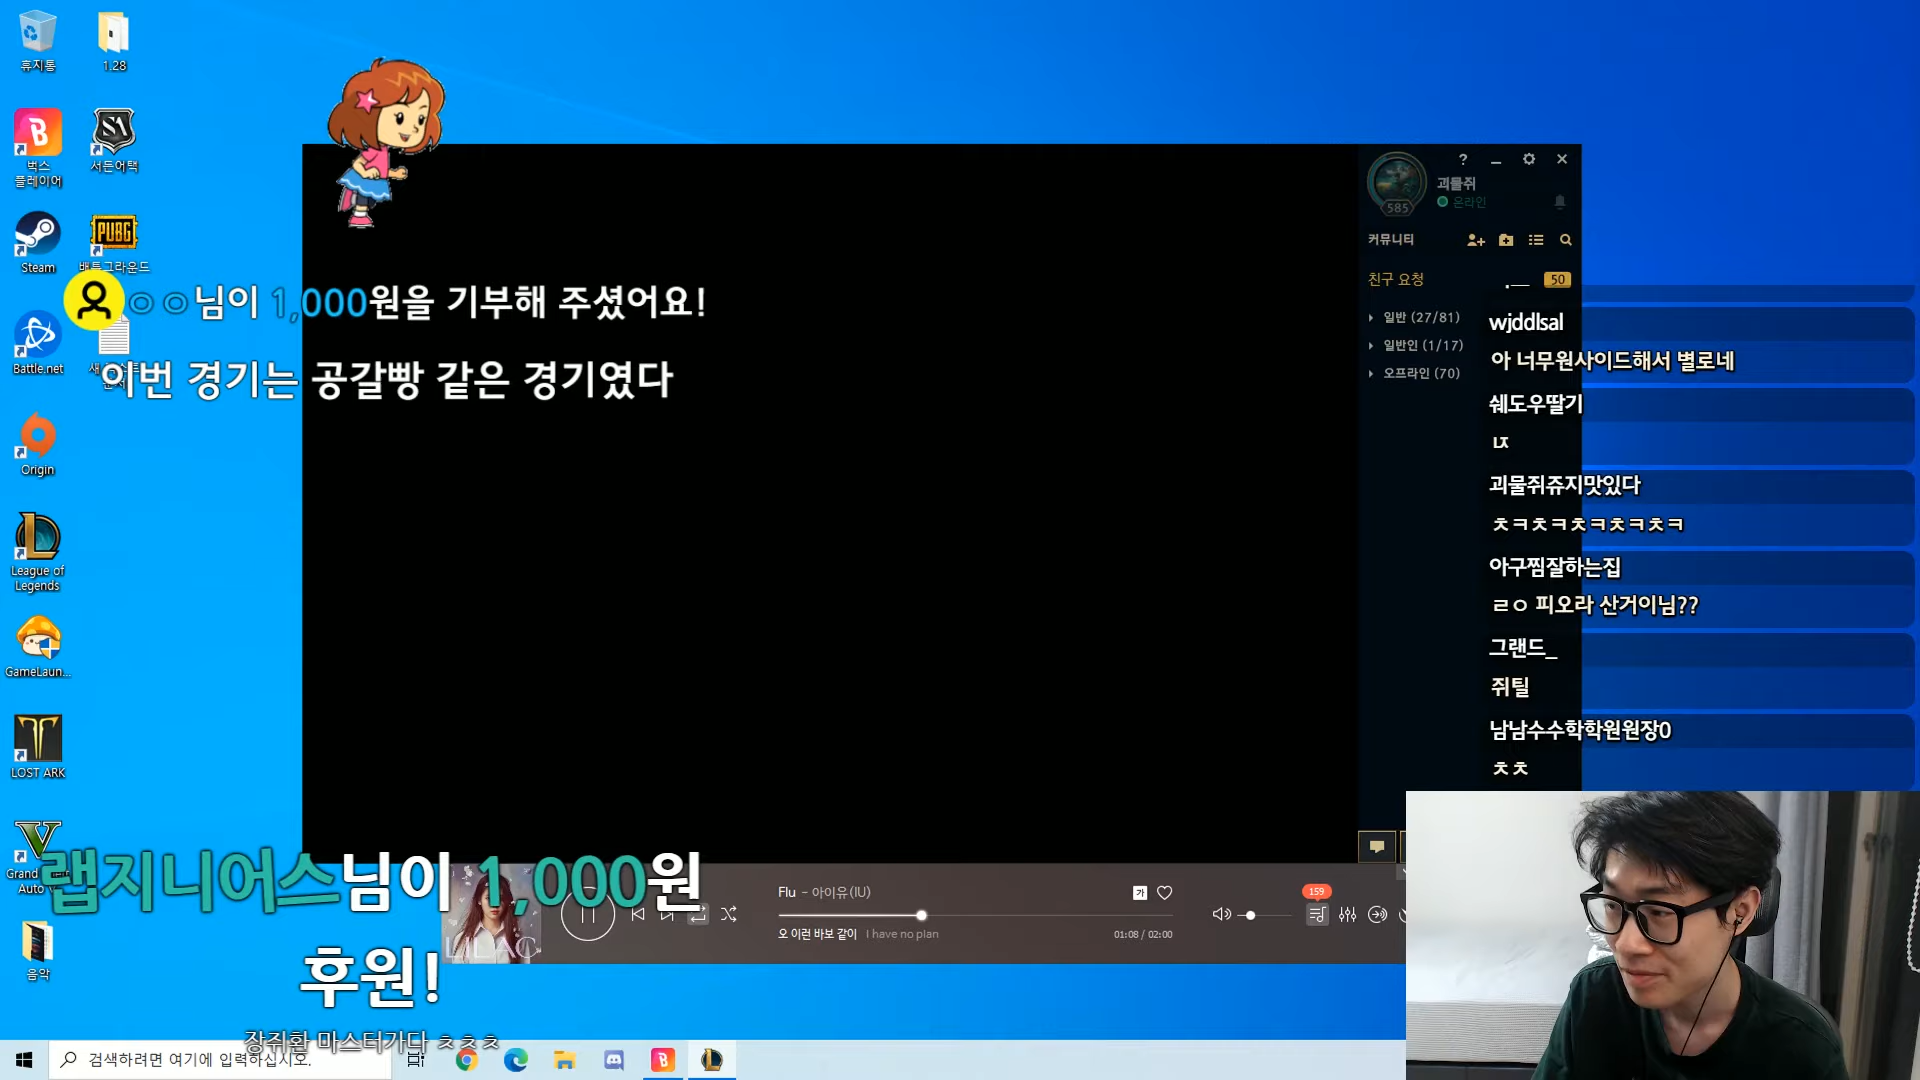 휴지통
1.28
벅스
플레이어
서든어택
Steam
PUBG
배틀그라운드
ㅇㅇ님이 1,000원을 기부해 주셨어요!
이번 경기는 공갈빵 같은 경기였다
Battle.net
Origin
League of
Legends
GameLaun...
LOST ARK
Grand
Auto V
음악
랩지니어스님이 1,000원
후원!
장쥐환 마스터가다 ㅊㅊㅊ
괴물쥐
585
온라인
커뮤니티
친구 요청
50
일반 (27/81)
일반인 (1/17)
오프라인 (70)
._
wjddlsal
아 너무원사이드해서 별로네
쉐도우딸기
ㄵ
괴물쥐쥬지맛있다
ㅊㅋㅊㅋㅊㅋㅊㅋㅊㅋ
아구찜잘하는집
ㄹㅇ 피오라 산거이님??
그랜드_
쥐틸
남남수수학학원원장0
ㅊㅊ
LILAC
Flu - 아이유(IU)
가
오 이런 바보 같이 I have no plan
01:08 / 02:00
159
검색하려면 여기에 입력하십시오.